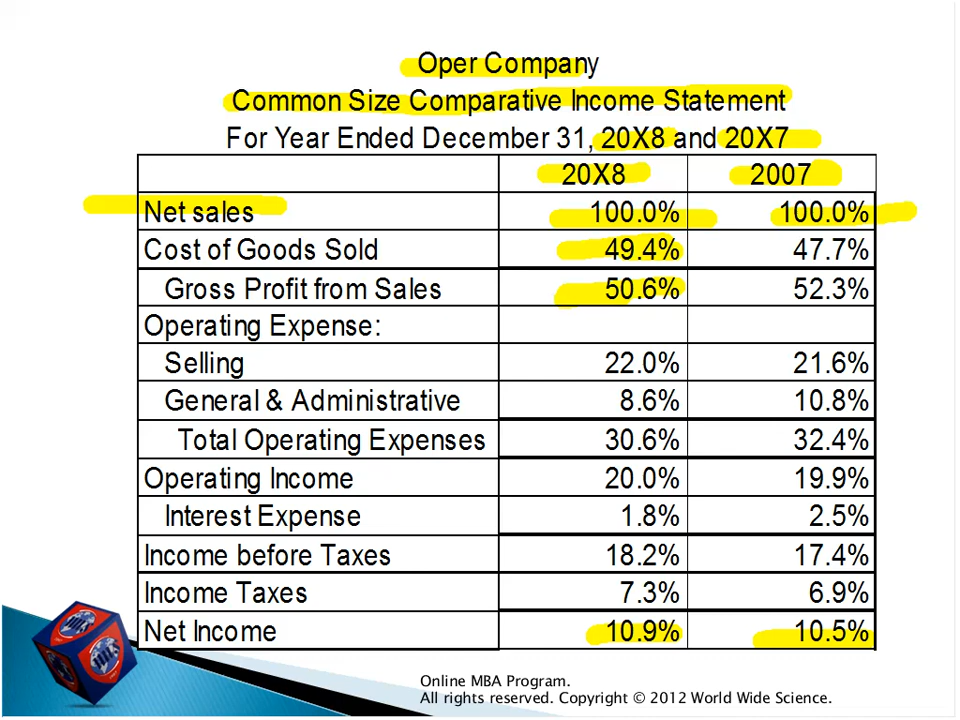 Oper Company
Common Size Comparative Income Statement
For Year Ended December 31, 20X8 and 20X7
20X8 2007
Net sales 100.0% 100.0%
Cost of Goods Sold 49.4% 47.7%
Gross Profit from Sales 50.6% 52.3%
Operating Expense:
Selling 22.0% 21.6%
General & Administrative 8.6% 10.8%
Total Operating Expenses 30.6% 32.4%
Operating Income 20.0% 19.9%
Interest Expense 1.8% 2.5%
Income before Taxes 18.2% 17.4%
Income Taxes 7.3% 6.9%
Net Income 10.9% 10.5%
Online MBA Program.
All rights reserved. Copyright © 2012 World Wide Science.